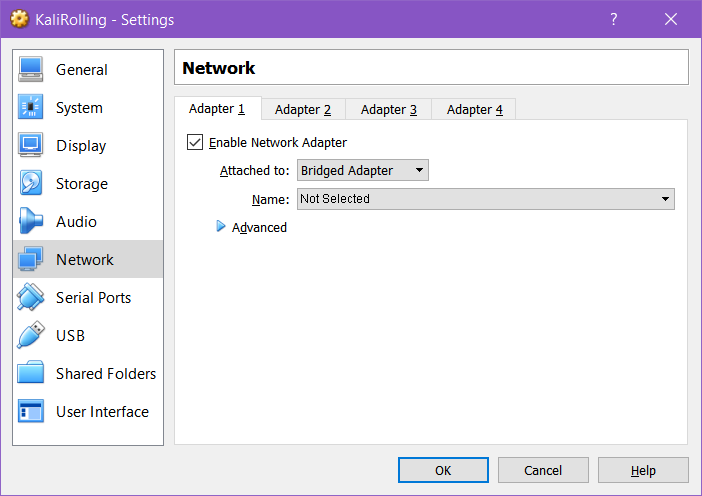 KaliRolling - Settings
?
General
System
Display
Storage
Audio
Network
Serial Ports
USB
Shared Folders
User Interface
Network
Adapter 1 Adapter 2 Adapter 3 Adapter 4
Enable Network Adapter
Attached to: Bridged Adapter
Name: Not Selected
Advanced
OK Cancel Help